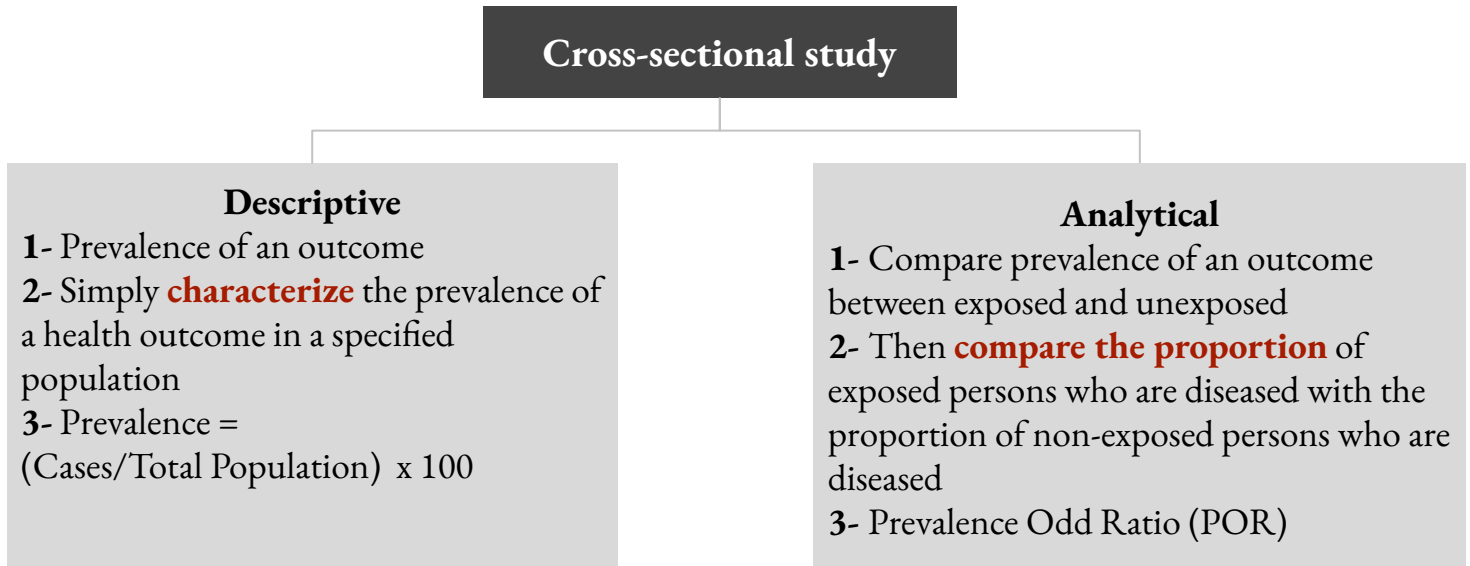 Cross-sectional study
Descriptive
1- Prevalence of an outcome
2- Simply characterize the prevalence of
a health outcome in a specified
population
3- Prevalence =
(Cases/Total Population) x 100
Analytical
1- Compare prevalence of an outcome
between exposed and unexposed
2- Then compare the proportion of
exposed persons who are diseased with the
proportion of non-exposed persons who are
diseased
3- Prevalence Odd Ratio (POR)